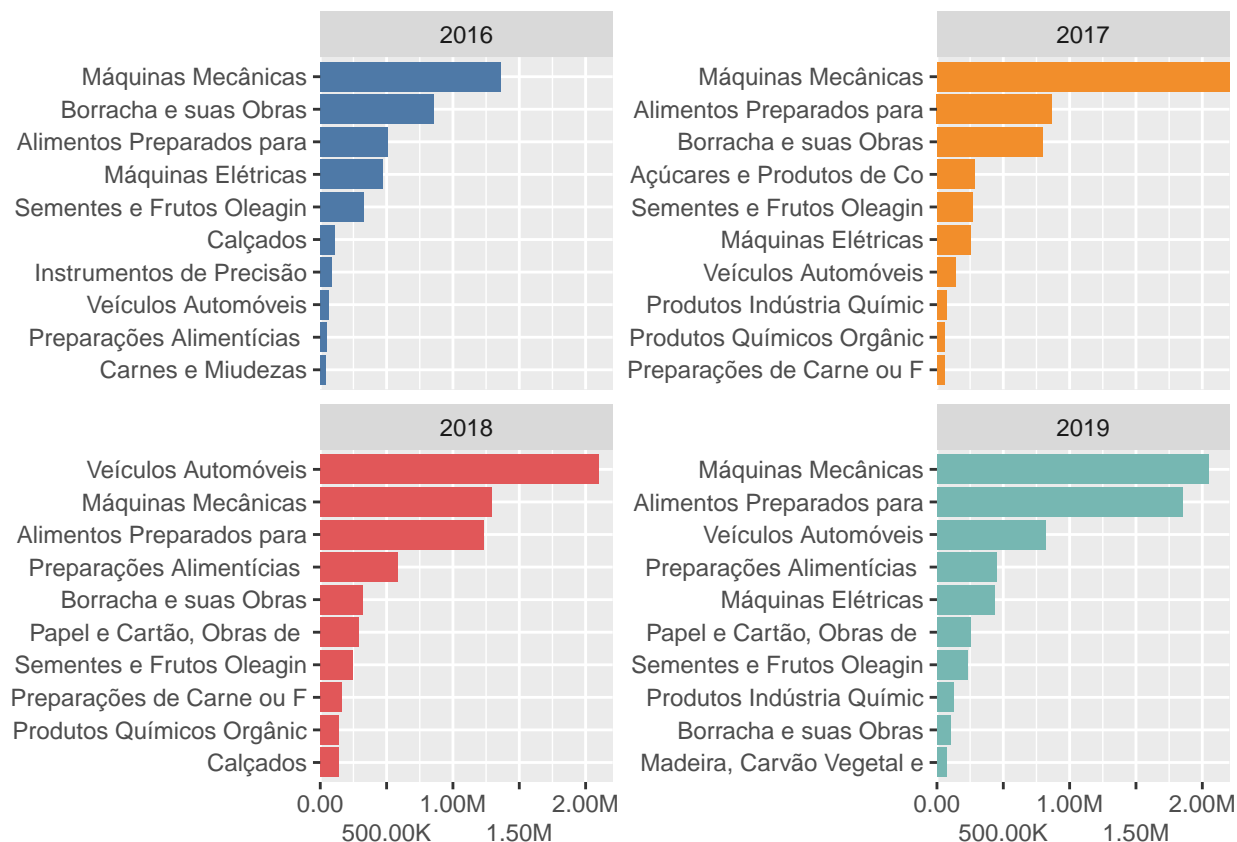 2016
Máquinas Mecânicas
Borracha e suas Obras
Alimentos Preparados para
Máquinas Elétricas
Sementes e Frutos Oleagin
Calçados
Instrumentos de Precisão
Veículos Automóveis
Preparações Alimentícias
Carnes e Miudezas
2017
Máquinas Mecânicas
Alimentos Preparados para
Borracha e suas Obras
Açúcares e Produtos de Co
Sementes e Frutos Oleagin
Máquinas Elétricas
Veículos Automóveis
Produtos Indústria Químic
Produtos Químicos Orgânic
Preparações de Carne ou F
2018
Veículos Automóveis
Máquinas Mecânicas
Alimentos Preparados para
Preparações Alimentícias
Borracha e suas Obras
Papel e Cartão, Obras de
Sementes e Frutos Oleagin
Preparações de Carne ou F
Produtos Químicos Orgânic
Calçados
0.00 1.00M 2.00M
500.00K 1.50M
2019
Máquinas Mecânicas
Alimentos Preparados para
Veículos Automóveis
Preparações Alimentícias
Máquinas Elétricas
Papel e Cartão, Obras de
Sementes e Frutos Oleagin
Produtos Indústria Químic
Borracha e suas Obras
Madeira, Carvão Vegetal e
0.00 1.00M 2.00M
500.00K 1.50M